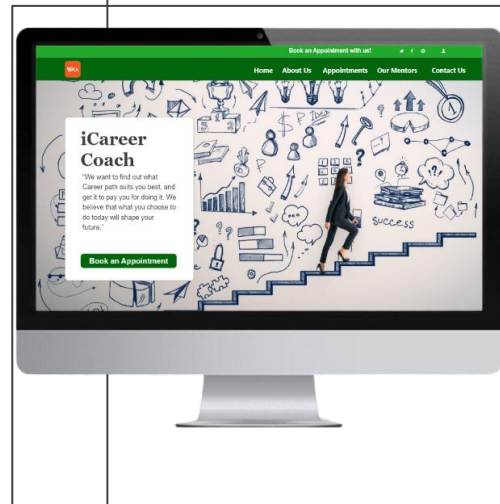 Book an Appointment with us!
Home About Us Appointments Our Mentors Contact Us
iCareer
Coach
"We want to find out what
Career path suits you best, and
get it to pay you for doing it. We
believe that what you choose to
do today will shape your
future."
Book an Appointment
SUCCESS